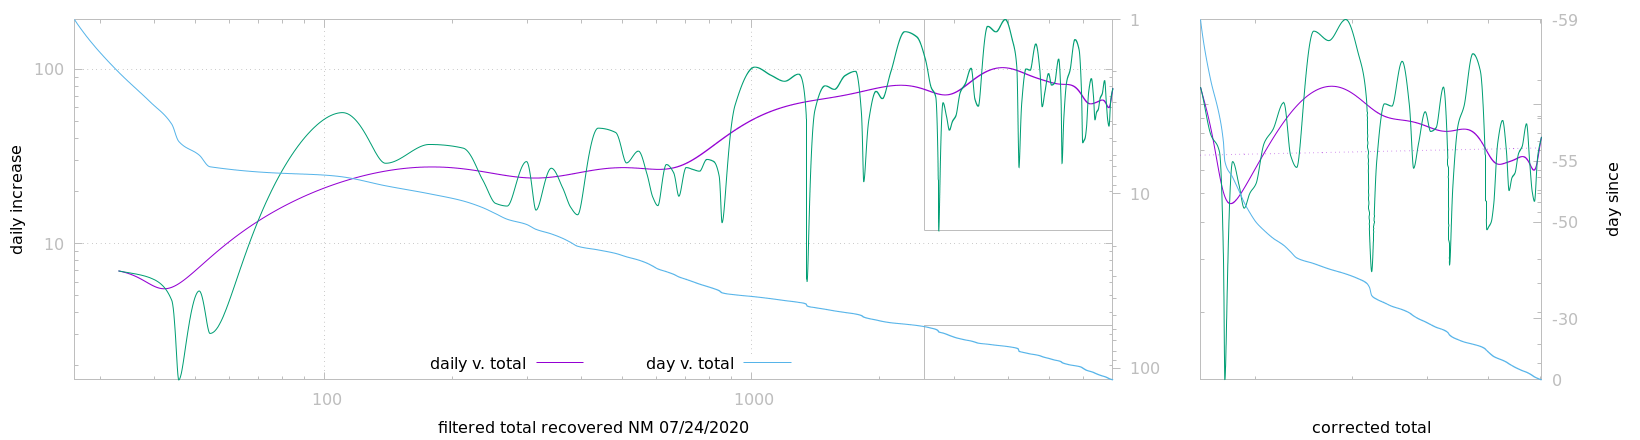 1
-59
100
daily increase
-55
day since
10
-50
10
-30
daily v. total
day v. total
100
0
100
1000
filtered total recovered NM 07/24/2020
corrected total